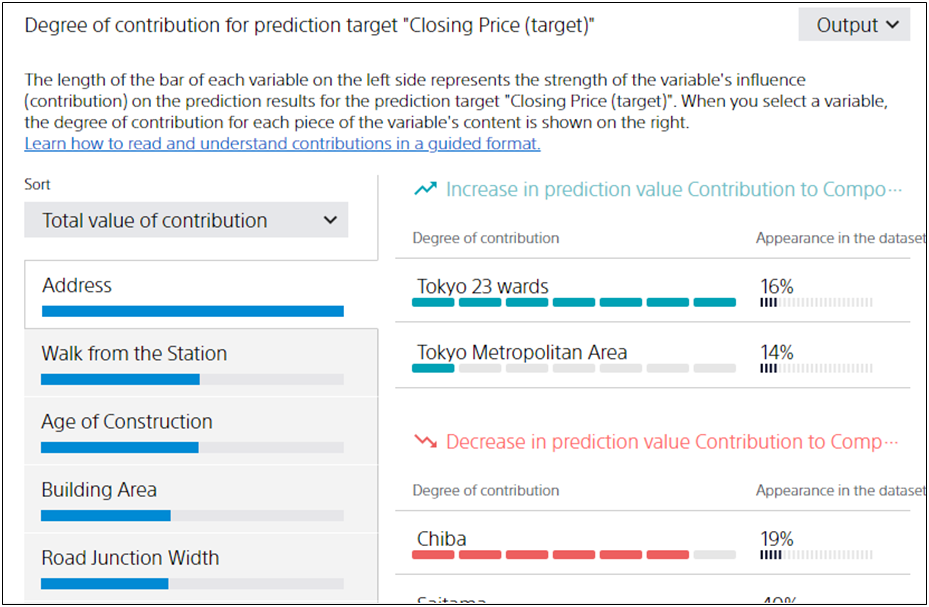 Degree of contribution for prediction target "Closing Price (target)"
Output
The length of the bar of each variable on the left side represents the strength of the variable's influence
(contribution) on the prediction results for the prediction target "Closing Price (target)". When you select a variable,
the degree of contribution for each piece of the variable's content is shown on the right.
Learn how to read and understand contributions in a guided format.
Sort
Total value of contribution
Address
Walk from the Station
Age of Construction
Building Area
Road Junction Width
Increase in prediction value Contribution to Compo···
Degree of contribution Appearance in the dataset
Tokyo 23 wards 16%
Tokyo Metropolitan Area 14%
Decrease in prediction value Contribution to Comp···
Degree of contribution Appearance in the dataset
Chiba 19%
Saitama 40%